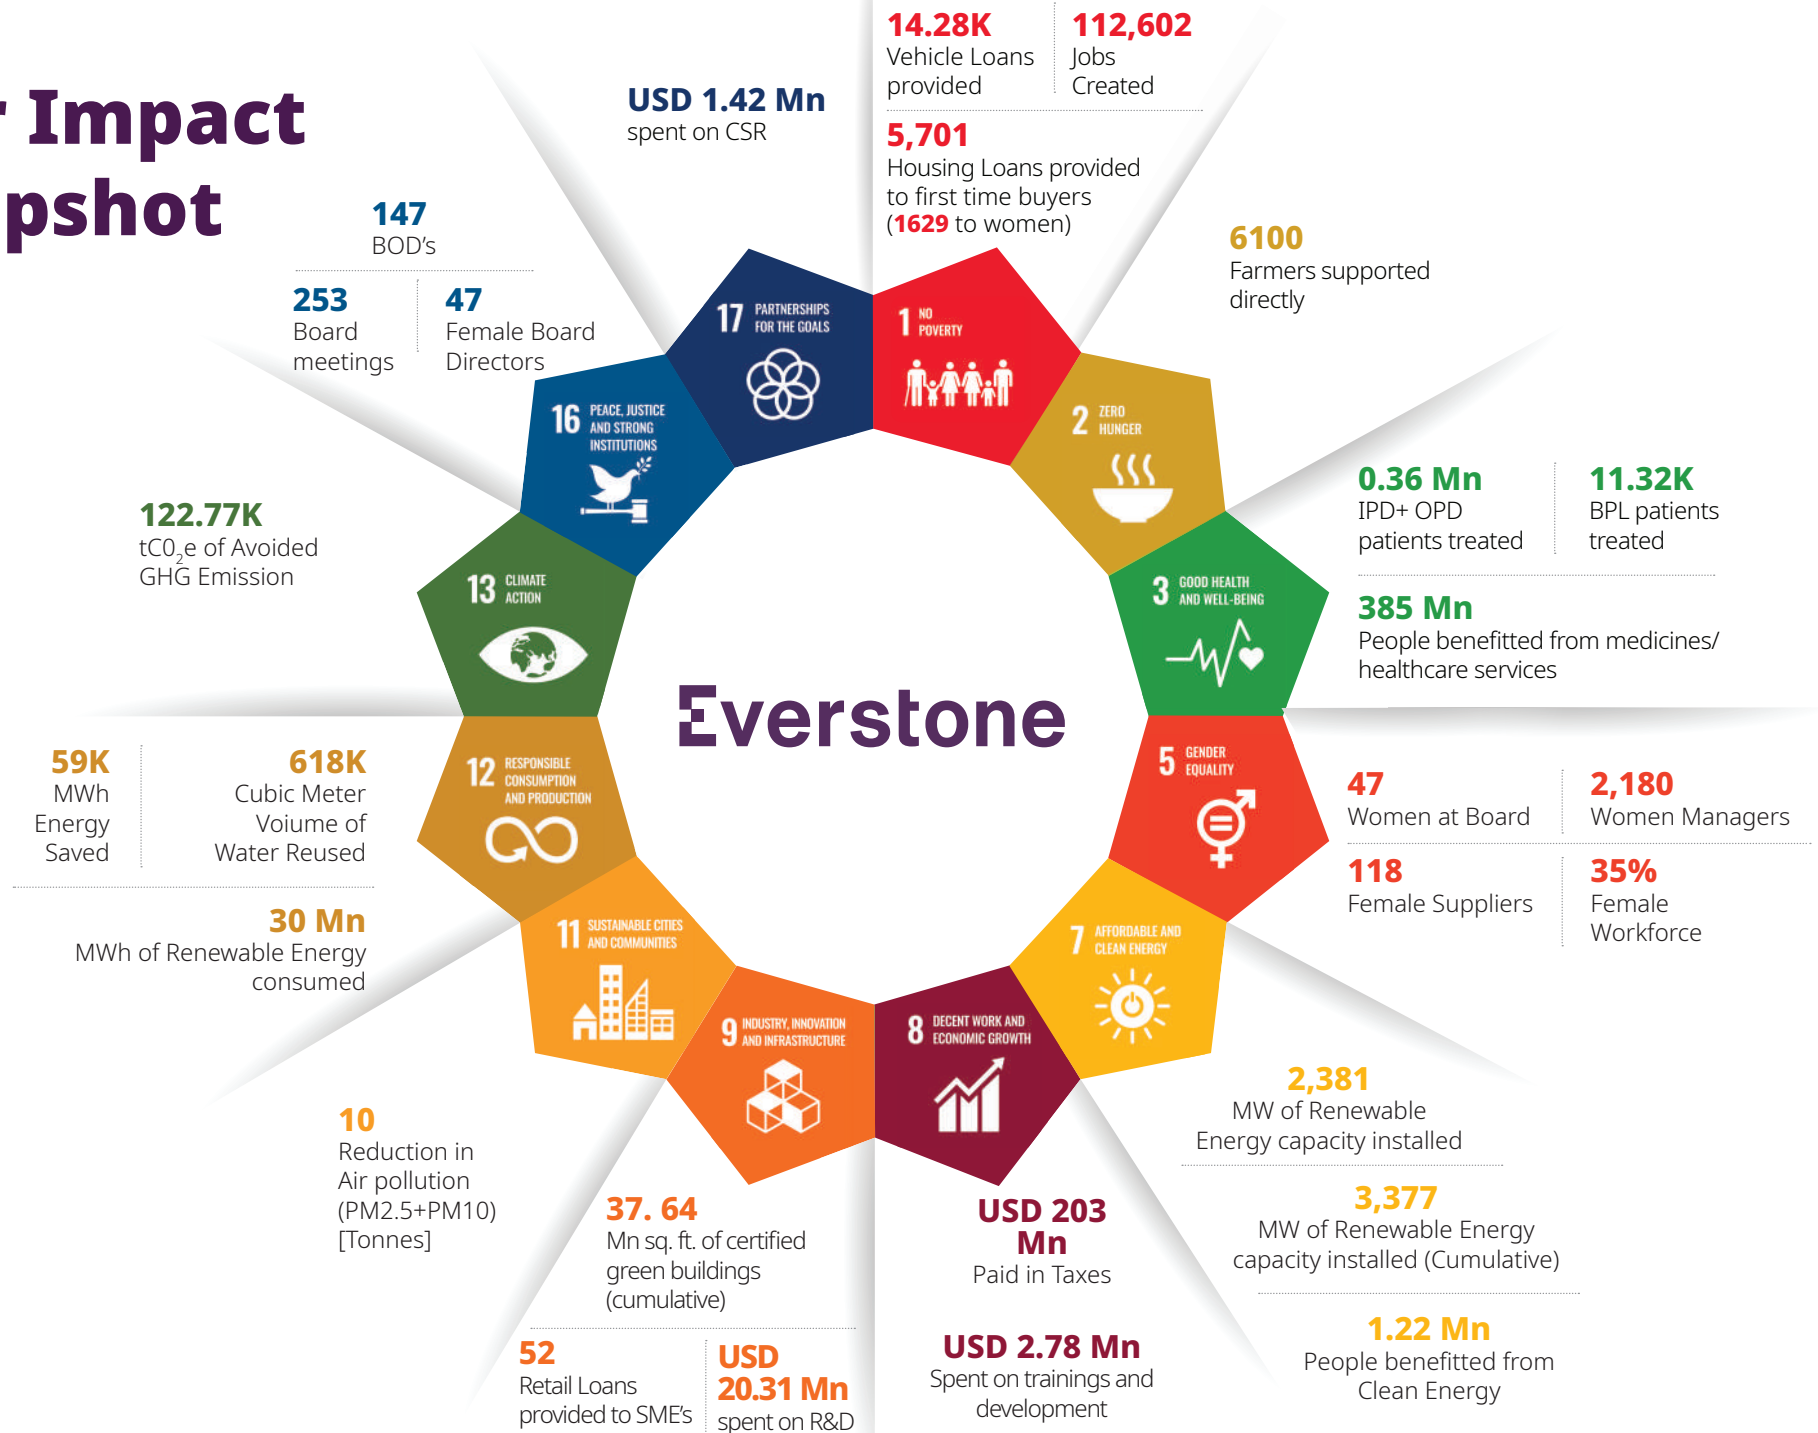 r Impact
pshot
USD 1.42 Mn
spent on CSR
14.28K
Vehicle Loans
provided
112,602
Jobs
Created
5,701
Housing Loans provided
to first time buyers
(1629 to women)
6100
Farmers supported
directly
0.36 Mn
IPD+ OPD
patients treated
11.32K
BPL patients
treated
385 Mn
People benefitted from medicines/
healthcare services
47
Women at Board
2,180
Women Managers
118
Female Suppliers
35%
Female
Workforce
2,381
MW of Renewable
Energy capacity installed
3,377
MW of Renewable Energy
capacity installed (Cumulative)
1.22 Mn
People benefitted from
Clean Energy
USD 203
Mn
Paid in Taxes
USD 2.78 Mn
Spent on trainings and
development
37. 64
Mn sq. ft. of certified
green buildings
(cumulative)
52
Retail Loans
provided to SME's
USD
20.31 Mn
spent on R&D
10
Reduction in
Air pollution
(PM2.5+PM10)
[Tonnes]
59K
MWh
Energy
Saved
618K
Cubic Meter
Voiume of
Water Reused
30 Mn
MWh of Renewable Energy
consumed
122.77K
tC0₂e of Avoided
GHG Emission
147
BOD's
253
Board
meetings
47
Female Board
Directors
17 PARTNERSHIPS
FOR THE GOALS
1 NO
POVERTY
2 ZERO
HUNGER
3 GOOD HEALTH
AND WELL-BEING
5 GENDER
EQUALITY
7 AFFORDABLE AND
CLEAN ENERGY
8 DECENT WORK AND
ECONOMIC GROWTH
9 INDUSTRY, INNOVATION
AND INFRASTRUCTURE
11 SUSTAINABLE CITIES
AND COMMUNITIES
12 RESPONSIBLE
CONSUMPTION
AND PRODUCTION
13 CLIMATE
ACTION
16 PEACE, JUSTICE
AND STRONG
INSTITUTIONS
Everstone